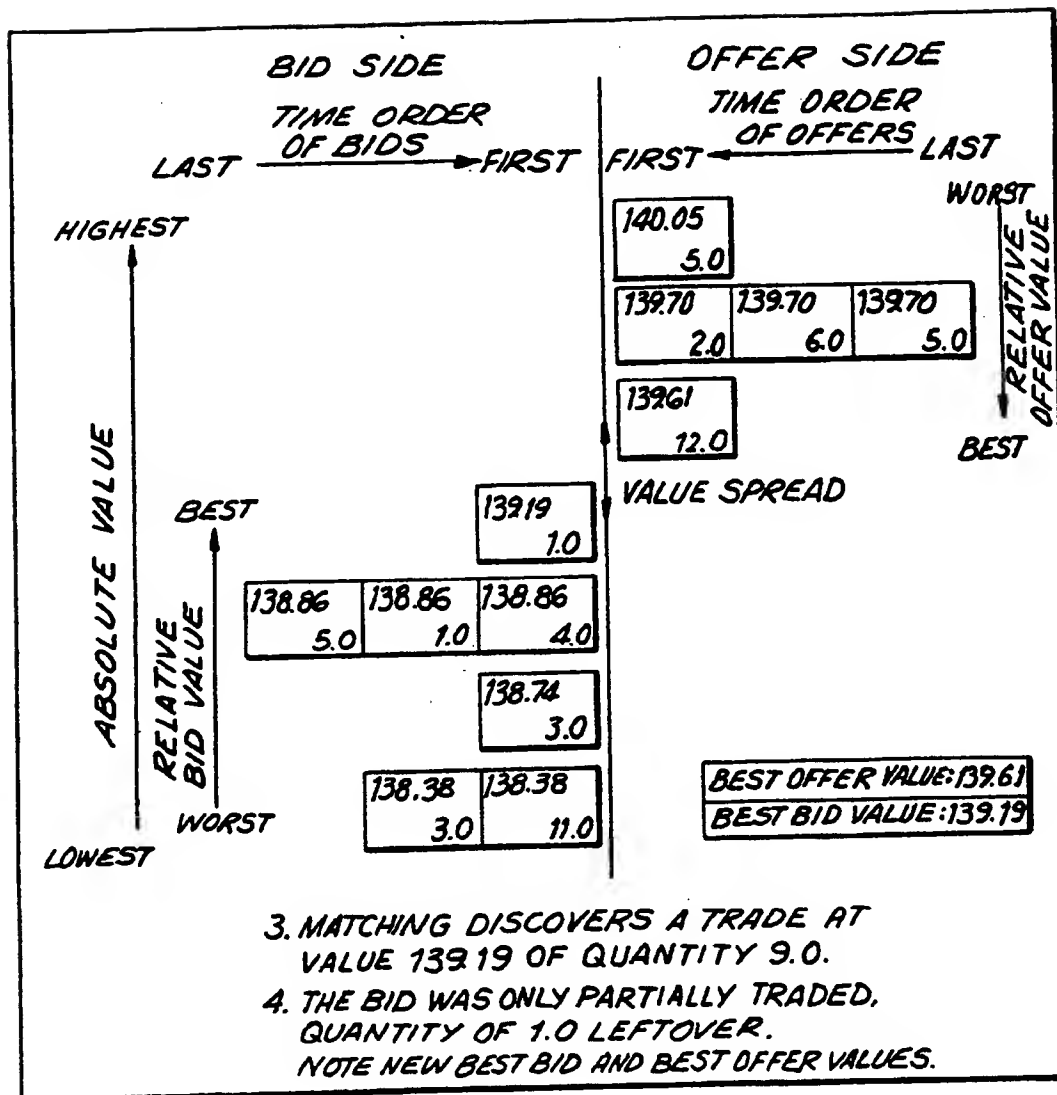 BID SIDE
OFFER SIDE
TIME ORDER
OF BIDS
LAST
FIRST
TIME ORDER
OF OFFERS
FIRST
LAST
HIGHEST
ABSOLUTE VALUE
LOWEST
WORST
RELATIVE
OFFER VALUE
BEST
140.05
5.0
139.70 139.70 139.70
2.0 6.0 5.0
139.61
12.0
VALUE SPREAD
BEST
RELATIVE
BID VALUE
WORST
139.19
1.0
138.86 138.86 138.86
5.0 1.0 4.0
138.74
3.0
138.38 138.38
3.0 11.0
BEST OFFER VALUE:139.61
BEST BID VALUE:139.19
3. MATCHING DISCOVERS A TRADE AT
VALUE 139.19 OF QUANTITY 9.0.
4. THE BID WAS ONLY PARTIALLY TRADED,
QUANTITY OF 1.0 LEFTOVER.
NOTE NEW BEST BID AND BEST OFFER VALUES.